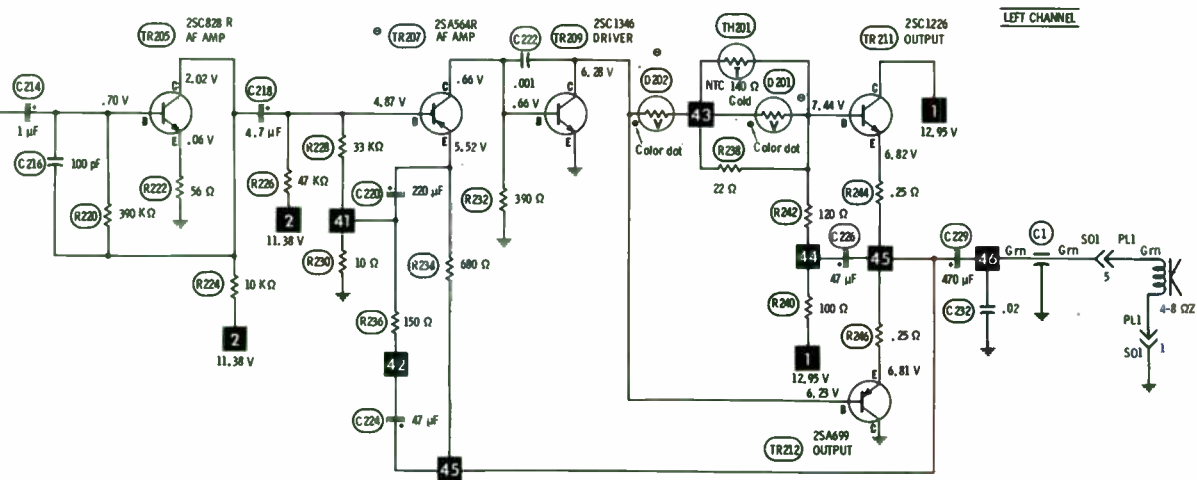 LEFT CHANNEL
2SC828 R
AF AMP
TR205
2.02 V
.70 V
B
C
E
.06 V
C214
1 µF
C216
100 pF
R220
390 KΩ
R222
56 Ω
R224
10 KΩ
2
11.38 V
C218
4.7 µF
R226
47 KΩ
2
11.38 V
R228
33 KΩ
41
R230
10 Ω
2SA564R
AF AMP
TR207
.66 V
4.87 V
B
C
E
5.52 V
C220
220 µF
R234
680 Ω
R236
150 Ω
42
C224
47 µF
45
C222
.001
2SC1346
DRIVER
TR209
6.28 V
.66 V
B
C
E
R232
390 Ω
D202
Color dot
TH201
NTC 140 Ω
Gold
43
D201
Color dot
R238
22 Ω
2SC1226
OUTPUT
TR211
7.44 V
B
C
E
1
12.95 V
6.82 V
R244
.25 Ω
R242
120 Ω
44
C226
47 µF
45
R240
100 Ω
1
12.95 V
R246
.25 Ω
6.81 V
6.23 V
B
E
C
TR212
2SA699
OUTPUT
C229
470 µF
46
C232
.02
Grn
C1
Grn
SO1
PL1
5
Grn
4-8 ΩZ
PL1
SO1
1